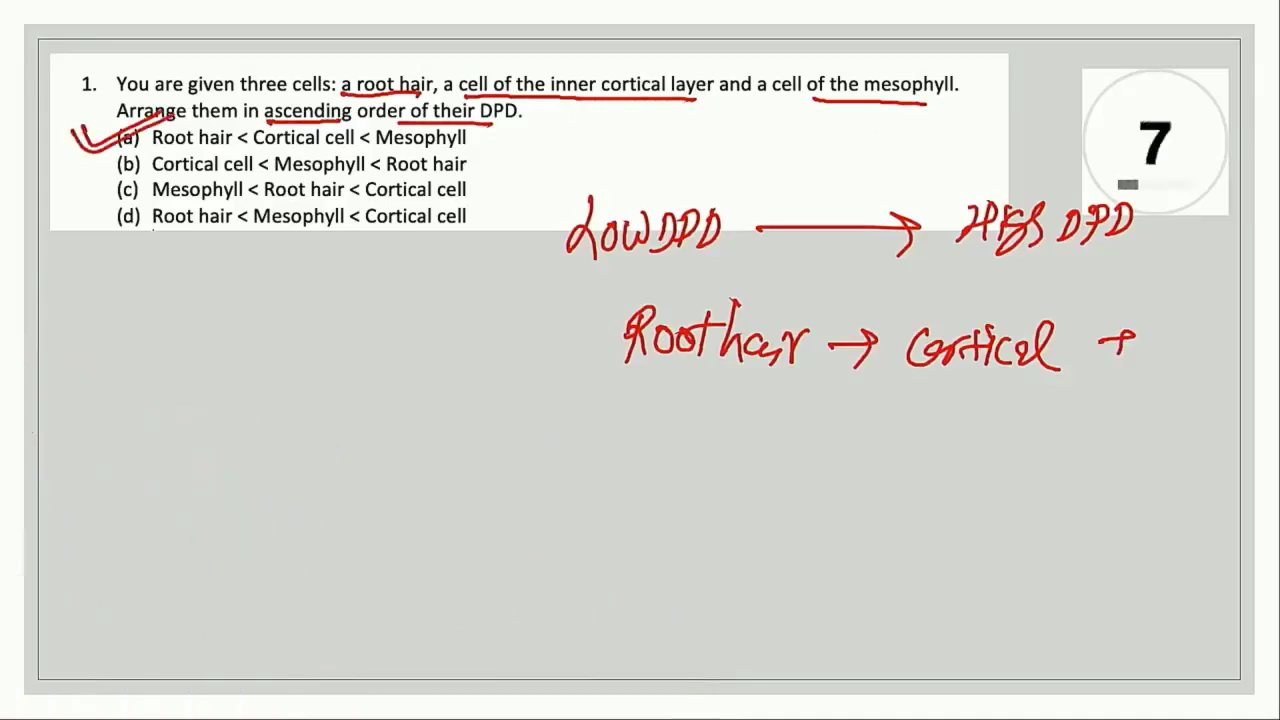 1. You are given three cells: a root hair, a cell of the inner cortical layer and a cell of the mesophyll.
Arrange them in ascending order of their DPD.
(a) Root hair < Cortical cell < Mesophyll
(b) Cortical cell < Mesophyll < Root hair
(c) Mesophyll < Root hair < Cortical cell
(d) Root hair < Mesophyll < Cortical cell
7
Low DPD → High DPD
Root hair → Cortical →